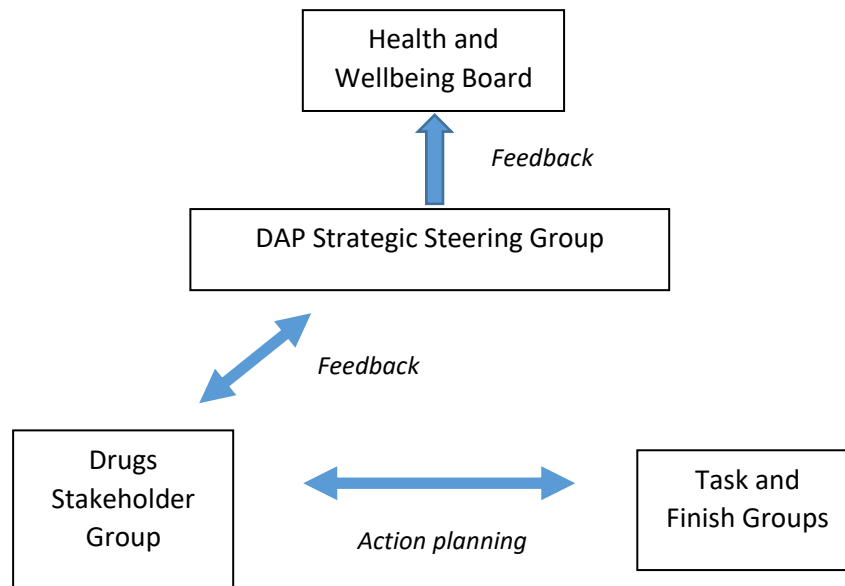 Health and
Wellbeing Board
Feedback
DAP Strategic Steering Group
Feedback
Drugs
Stakeholder
Group
Action planning
Task and
Finish Groups